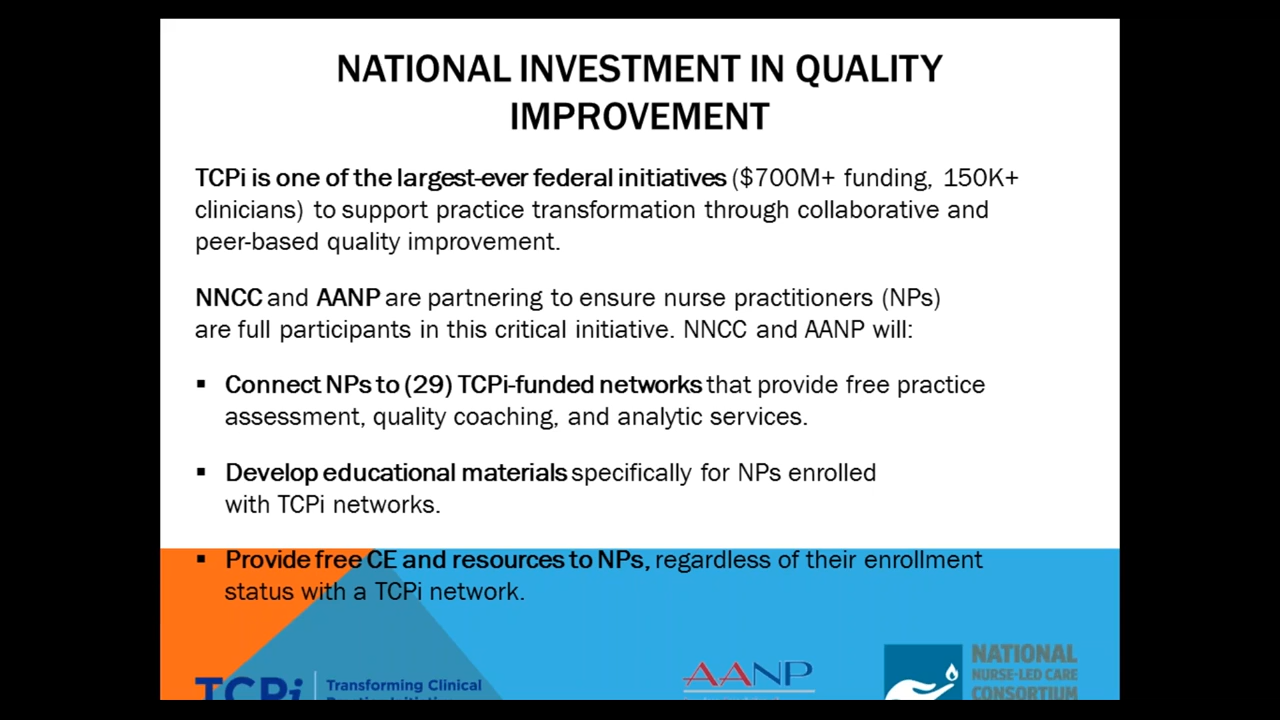 NATIONAL INVESTMENT IN QUALITY
IMPROVEMENT
TCPi is one of the largest-ever federal initiatives ($700M+ funding, 150K+
clinicians) to support practice transformation through collaborative and
peer-based quality improvement.
NNCC and AANP are partnering to ensure nurse practitioners (NPs)
are full participants in this critical initiative. NNCC and AANP will:
▪ Connect NPs to (29) TCPi-funded networks that provide free practice
assessment, quality coaching, and analytic services.
▪ Develop educational materials specifically for NPs enrolled
with TCPi networks.
▪ Provide free CE and resources to NPs, regardless of their enrollment
status with a TCPi network.
TCPi Transforming Clinical
AANP
NATIONAL
NURSE-LED CARE
CONSORTIUM